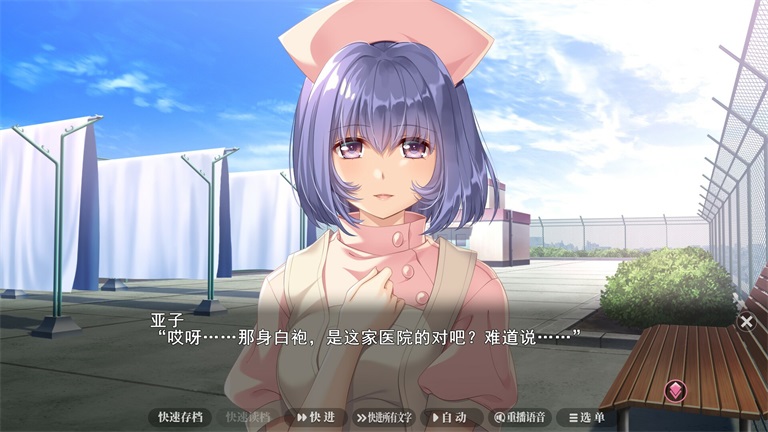 亚子
“哎呀……那身白袍，是这家医院的对吧？难道说……”
快速存档 快速读档 快进 快进所有文字 自动 重播语音 选单